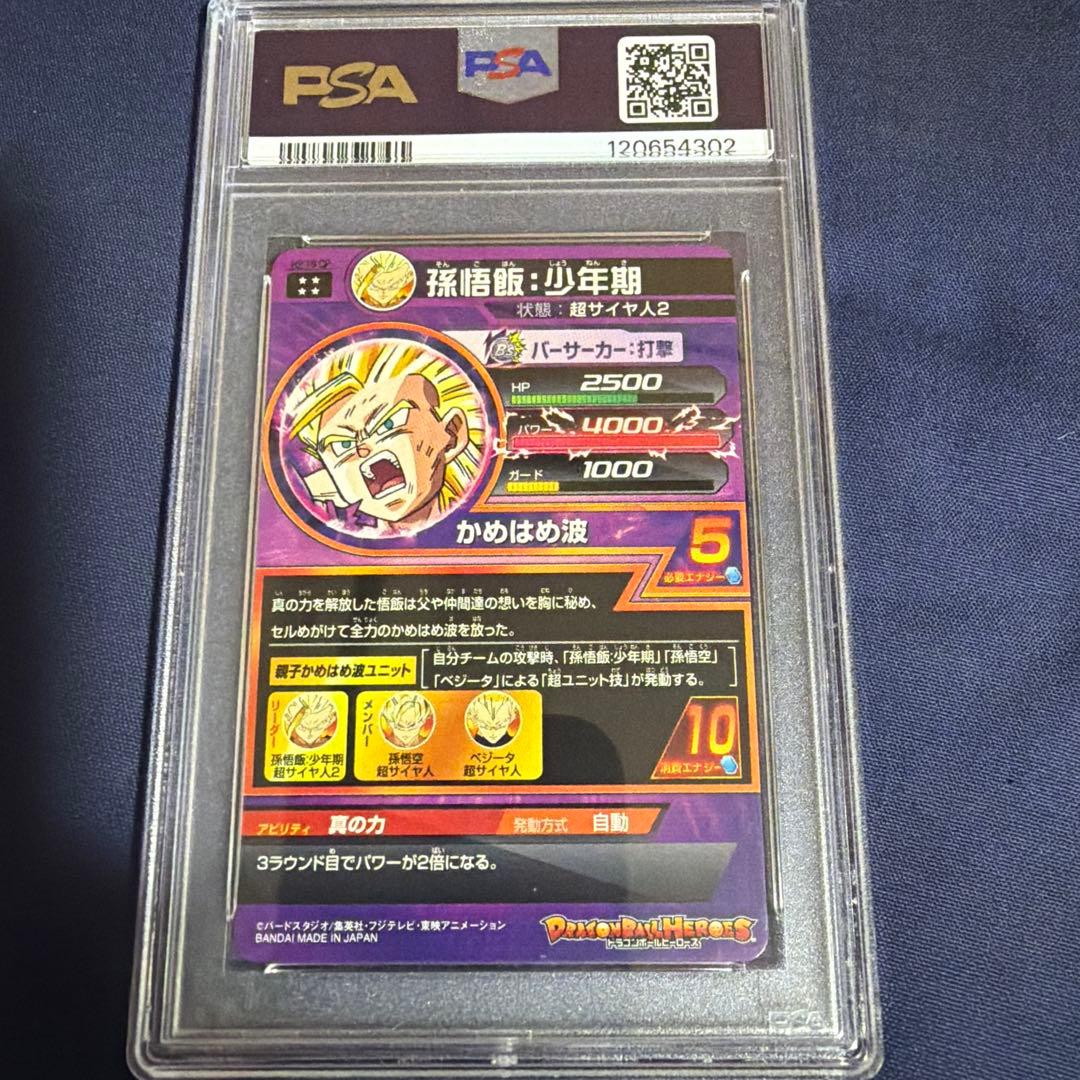 PSA
PSA
120654302
孫悟飯:少年期
状態:超サイヤ人2
BS バーサーカー:打撃
HP 2500
パワー 4000
ガード 1000
かめはめ波
5
必要エナジー
真の力を解放した悟飯は父や仲間達の想いを胸に秘め、
セルめがけて全力のかめはめ波を放った。
親子かめはめ波ユニット
自分チームの攻撃時、「孫悟飯:少年期」「孫悟空」
「ベジータ」による「超ユニット技」が発動する。
リーダー
孫悟飯:少年期
超サイヤ人2
メンバー
孫悟空
超サイヤ人
ベジータ
超サイヤ人
10
消費エナジー
アビリティ 真の力 発動方式 自動
3ラウンド目でパワーが2倍になる。
©バードスタジオ/集英社・フジテレビ・東映アニメーション
BANDAI MADE IN JAPAN
DRAGONBALL HEROES
ドラゴンボールヒーローズ
PSA